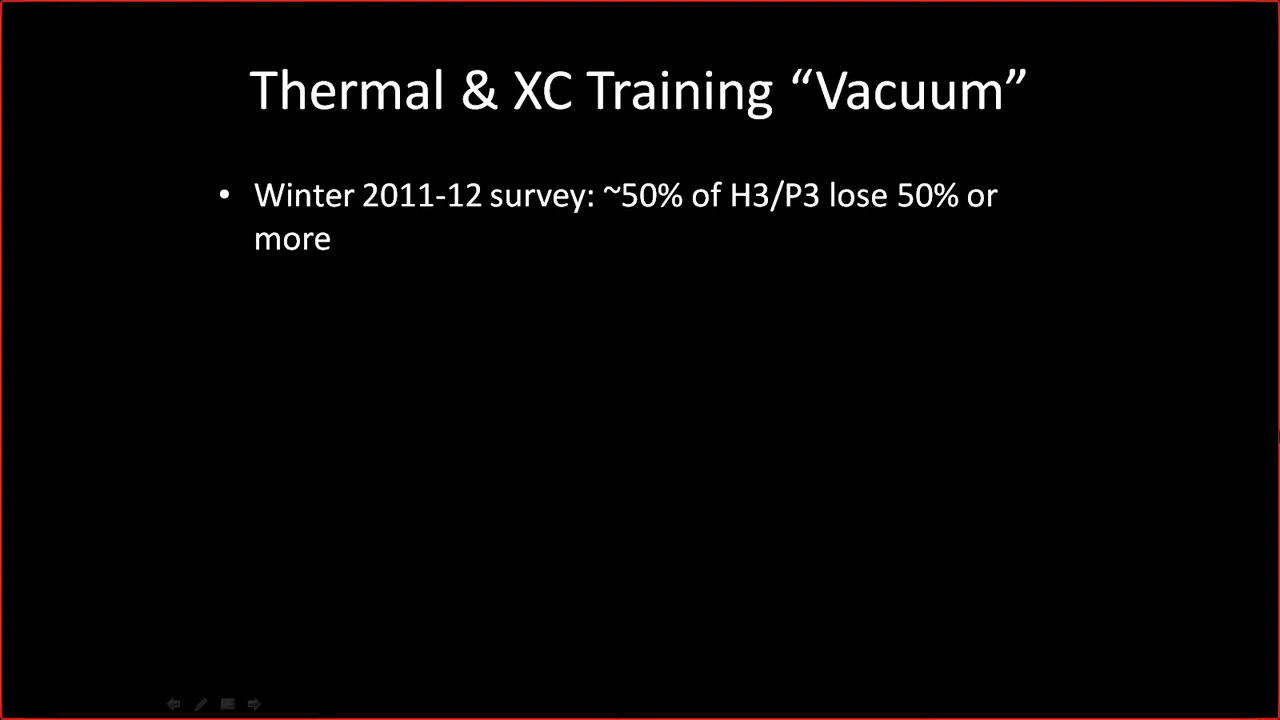 Thermal & XC Training “Vacuum”
• Winter 2011-12 survey: ~50% of H3/P3 lose 50% or
more